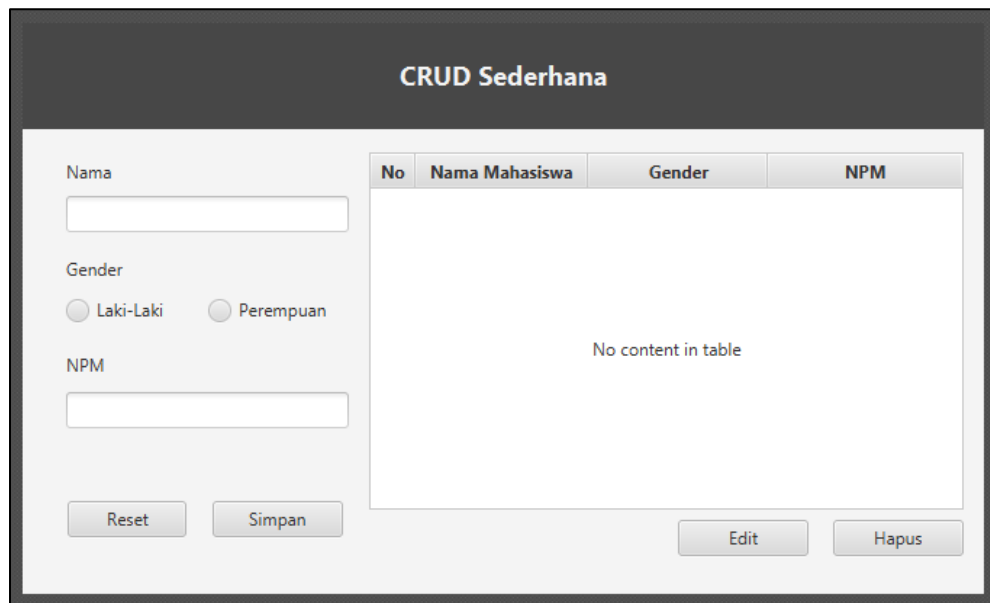 CRUD Sederhana
Nama
Gender
Laki-Laki Perempuan
NPM
Reset Simpan
No Nama Mahasiswa Gender NPM
No content in table
Edit Hapus